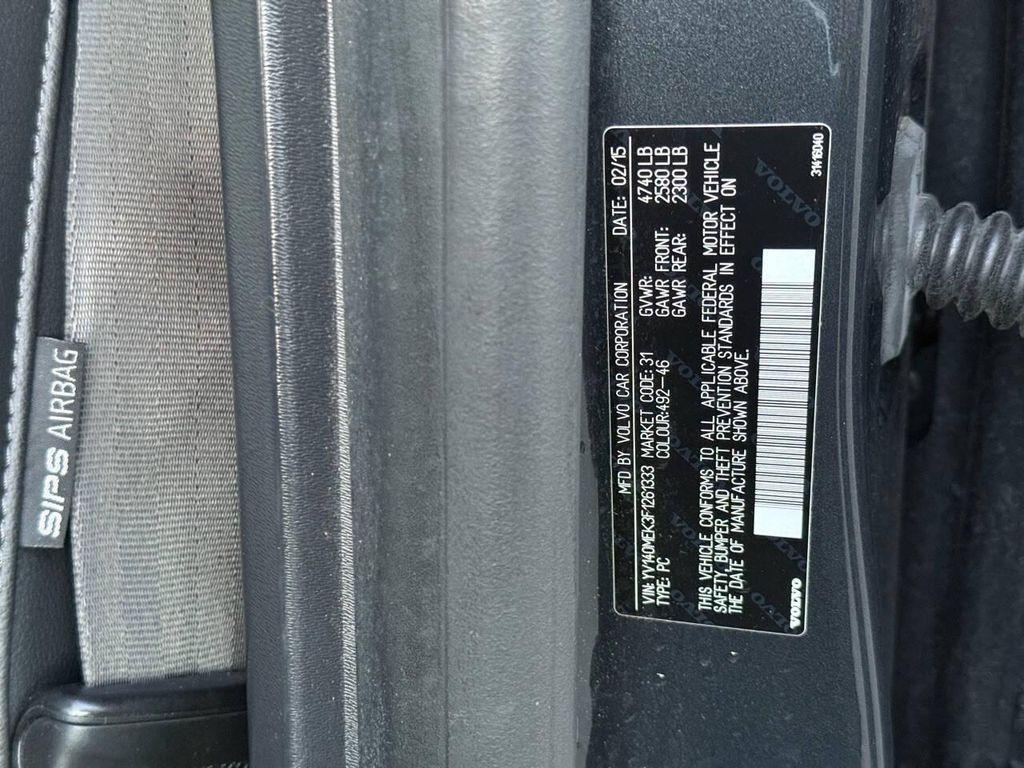 SIPS AIRBAG
MFD BY VOLVO CAR CORPORATION DATE: 02/15
VIN: YV140MEK3F1261333 MARKET CODE: 31 GVWR: 4740 LB
TYPE: PC COLOUR:492-46 GAWR FRONT: 2580 LB
GAWR REAR: 2300 LB
THIS VEHICLE CONFORMS TO ALL APPLICABLE FEDERAL MOTOR VEHICLE
SAFETY, BUMPER AND THEFT PREVENTION STANDARDS IN EFFECT ON
THE DATE OF MANUFACTURE SHOWN ABOVE.
VOLVO
31416040